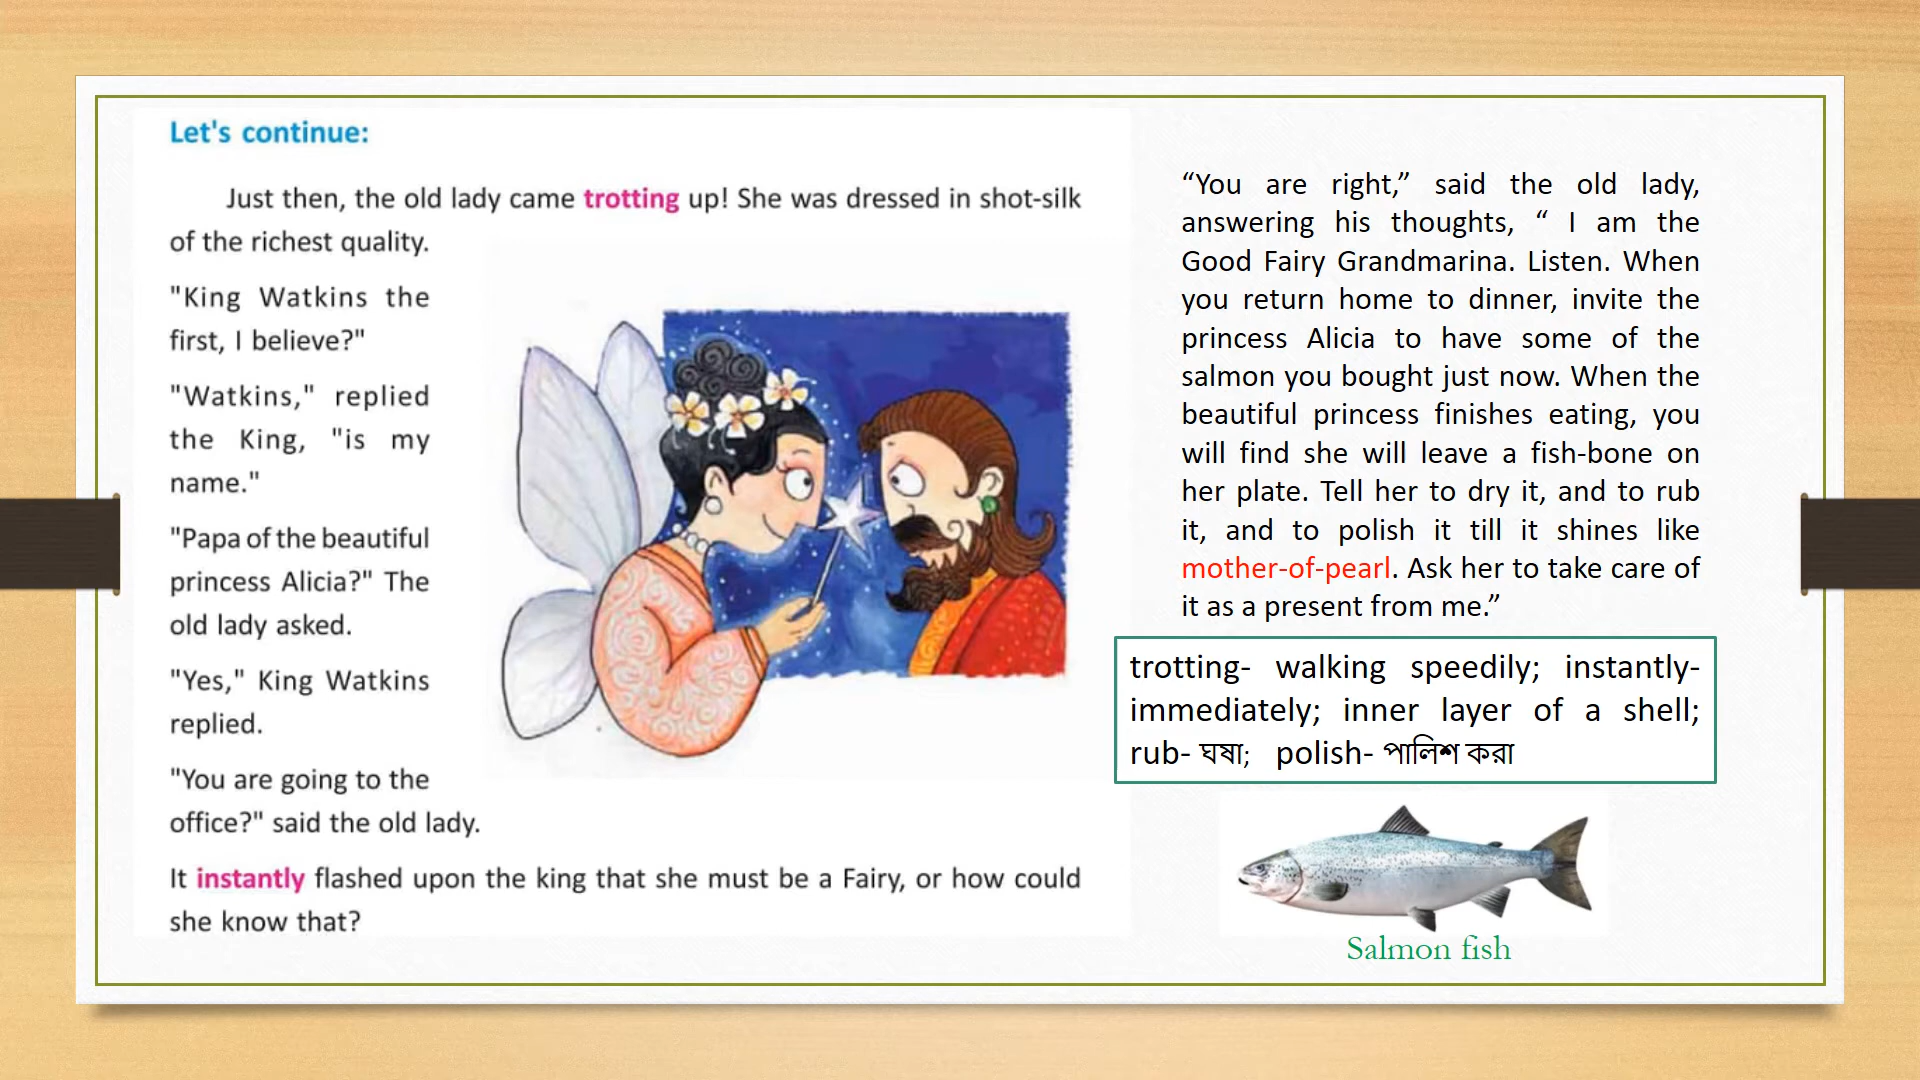 Let's continue:
Just then, the old lady came trotting up! She was dressed in shot-silk
of the richest quality.
"King Watkins the
first, I believe?"
"Watkins," replied
the King, "is my
name."
"Papa of the beautiful
princess Alicia?" The
old lady asked.
"Yes," King Watkins
replied.
"You are going to the
office?" said the old lady.
It instantly flashed upon the king that she must be a Fairy, or how could
she know that?
“You are right,” said the old lady,
answering his thoughts, “ I am the
Good Fairy Grandmarina. Listen. When
you return home to dinner, invite the
princess Alicia to have some of the
salmon you bought just now. When the
beautiful princess finishes eating, you
will find she will leave a fish-bone on
her plate. Tell her to dry it, and to rub
it, and to polish it till it shines like
mother-of-pearl. Ask her to take care of
it as a present from me.”
trotting- walking speedily; instantly-
immediately; inner layer of a shell;
rub- ঘষা; polish- পালিশ করা
Salmon fish